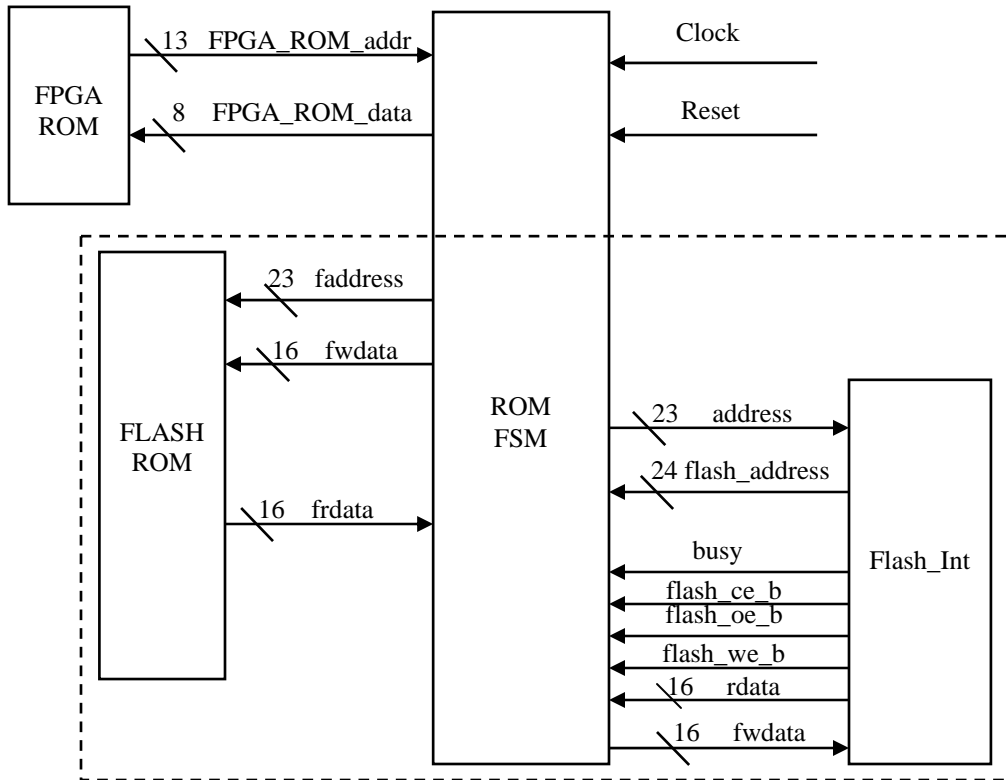 13 FPGA_ROM_addr
Clock
FPGA
ROM
8 FPGA_ROM_data
Reset
23 faddress
16 fwdata
FLASH
ROM
16 frdata
ROM
FSM
23 address
24 flash_address
busy
flash_ce_b
flash_oe_b
flash_we_b
16 rdata
16 fwdata
Flash_Int